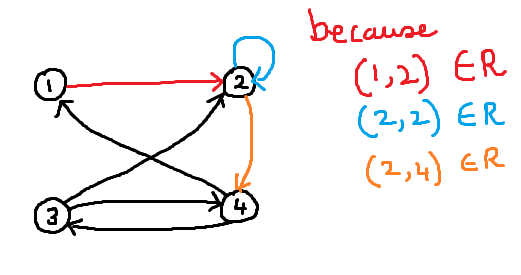 because
1
2
(1,2) ∈R
(2,2) ∈R
(2,4) ∈R
3
4